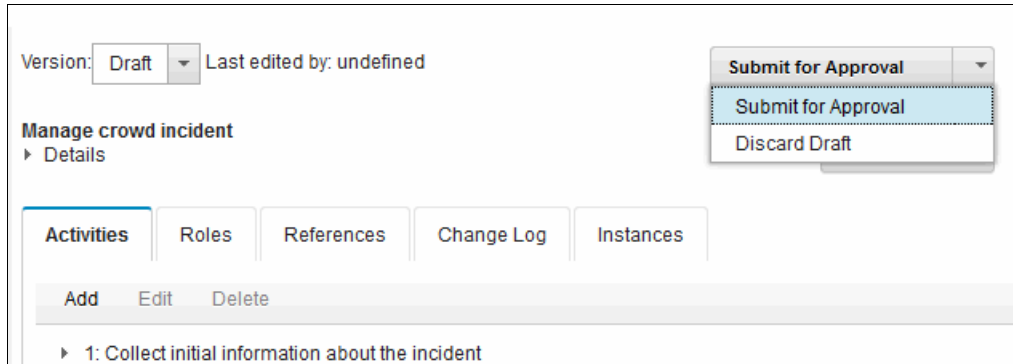 Version: Draft Last edited by: undefined
Submit for Approval
Submit for Approval
Discard Draft
Manage crowd incident
Details
Activities Roles References Change Log Instances
Add Edit Delete
1: Collect initial information about the incident